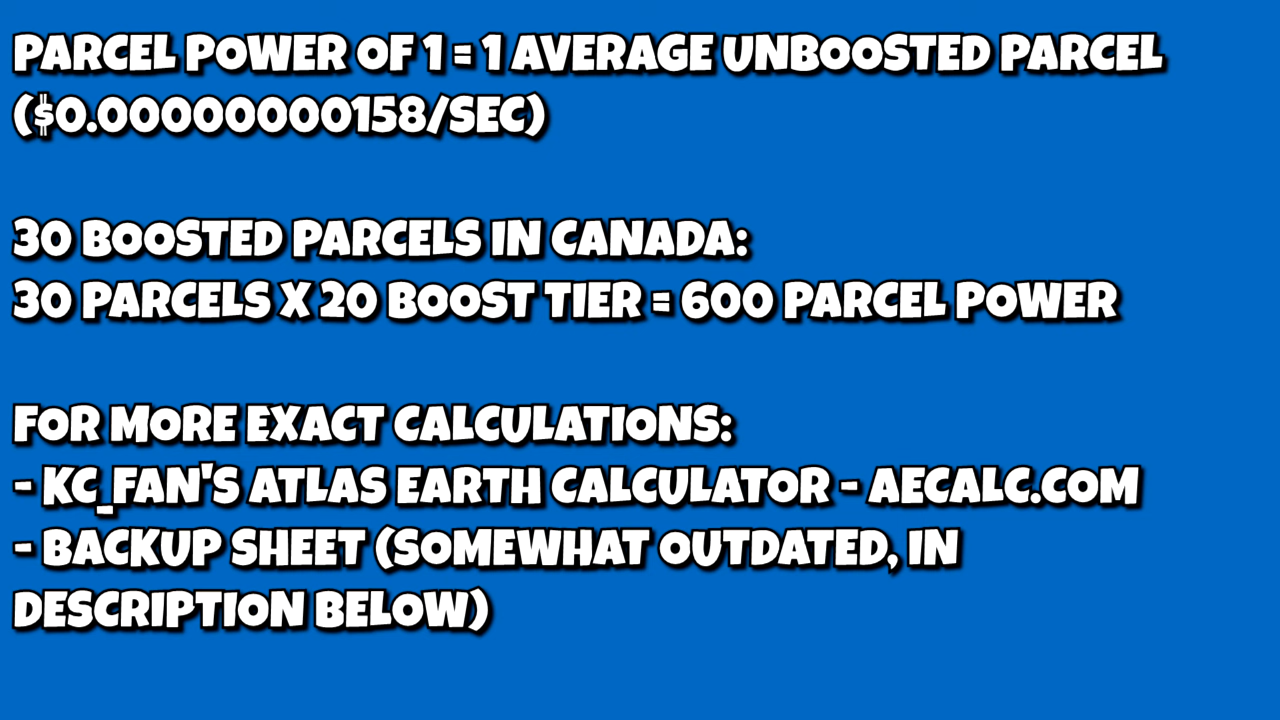 PARCEL POWER OF 1 = 1 AVERAGE UNBOOSTED PARCEL
($0.00000000158/SEC)
30 BOOSTED PARCELS IN CANADA:
30 PARCELS X 20 BOOST TIER = 600 PARCEL POWER
FOR MORE EXACT CALCULATIONS:
- KC_FAN'S ATLAS EARTH CALCULATOR - AECALC.COM
- BACKUP SHEET (SOMEWHAT OUTDATED, IN
DESCRIPTION BELOW)